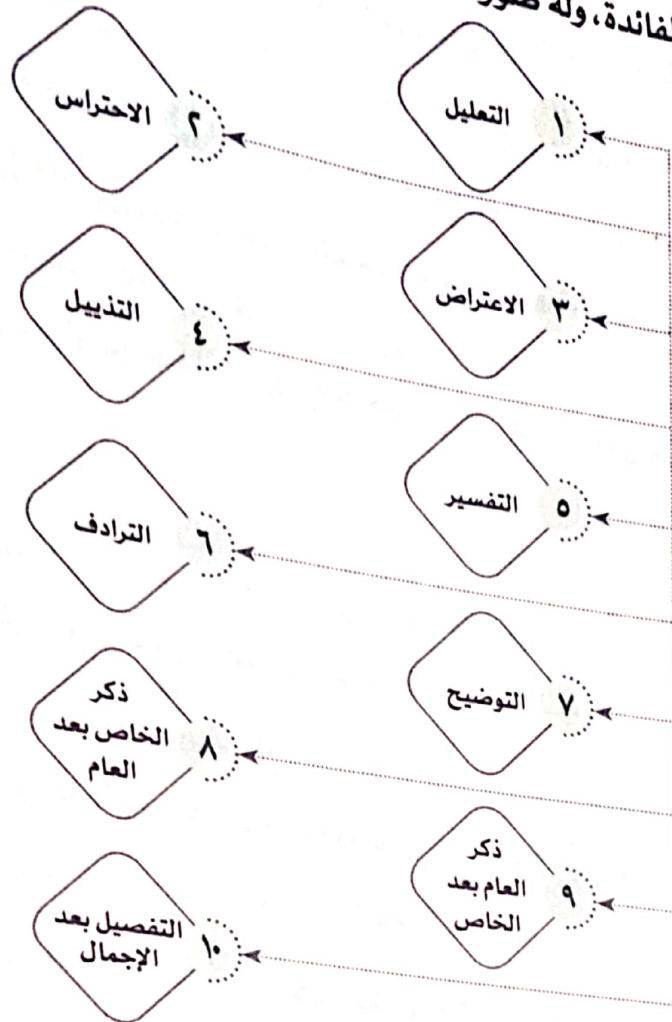 لفائدة، وله صور
١ التعليل
٢ الاحتراس
٣ الاعتراض
٤ التذييل
٥ التفسير
٦ الترادف
٧ التوضيح
٨ ذكر
الخاص بعد
العام
٩ ذكر
العام بعد
الخاص
١٠ التفصيل بعد
الإجمال